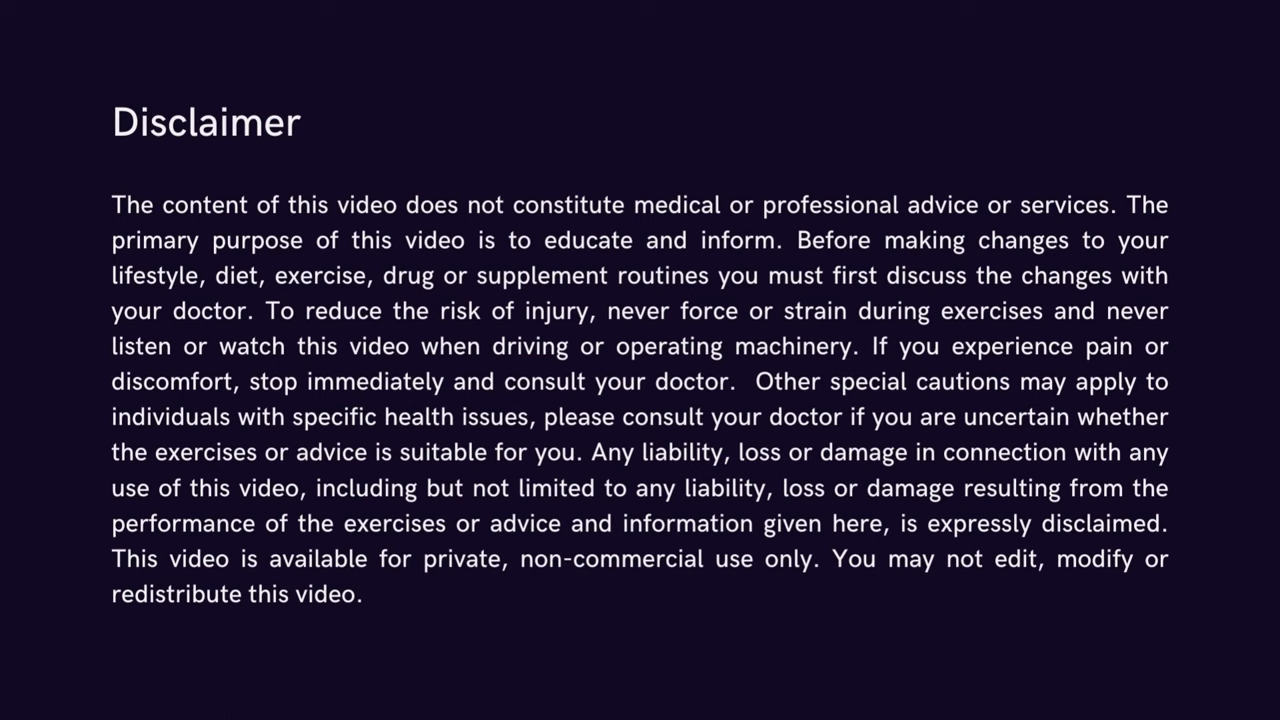 Disclaimer
The content of this video does not constitute medical or professional advice or services. The
primary purpose of this video is to educate and inform. Before making changes to your
lifestyle, diet, exercise, drug or supplement routines you must first discuss the changes with
your doctor. To reduce the risk of injury, never force or strain during exercises and never
listen or watch this video when driving or operating machinery. If you experience pain or
discomfort, stop immediately and consult your doctor.  Other special cautions may apply to
individuals with specific health issues, please consult your doctor if you are uncertain whether
the exercises or advice is suitable for you. Any liability, loss or damage in connection with any
use of this video, including but not limited to any liability, loss or damage resulting from the
performance of the exercises or advice and information given here, is expressly disclaimed.
This video is available for private, non-commercial use only. You may not edit, modify or
redistribute this video.